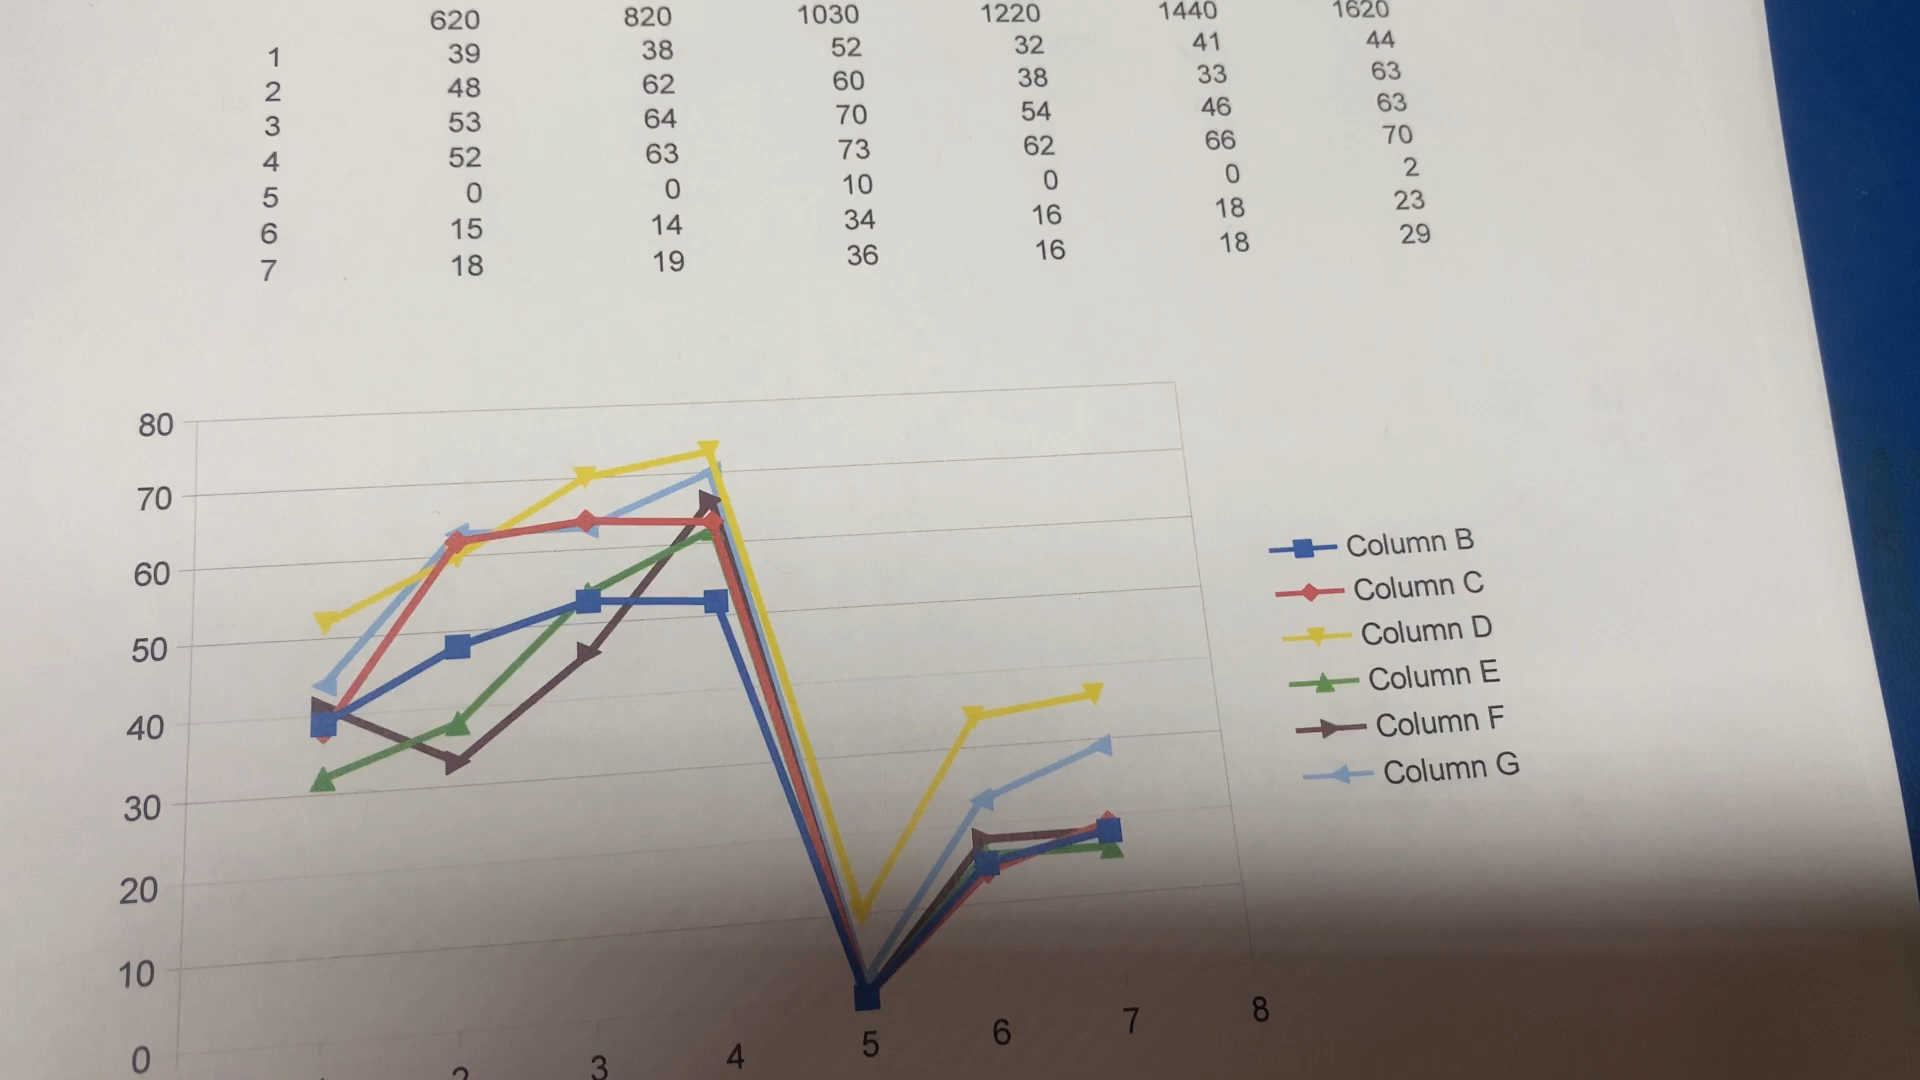 620 820 1030 1220 1440 1620
1 39 38 52 32 41 44
2 48 62 60 38 33 63
3 53 64 70 54 46 63
4 52 63 73 62 66 70
5 0 0 10 0 0 2
6 15 14 34 16 18 23
7 18 19 36 16 18 29
80
70
60
50
40
30
20
10
0
2 3 4 5 6 7 8
Column B
Column C
Column D
Column E
Column F
Column G